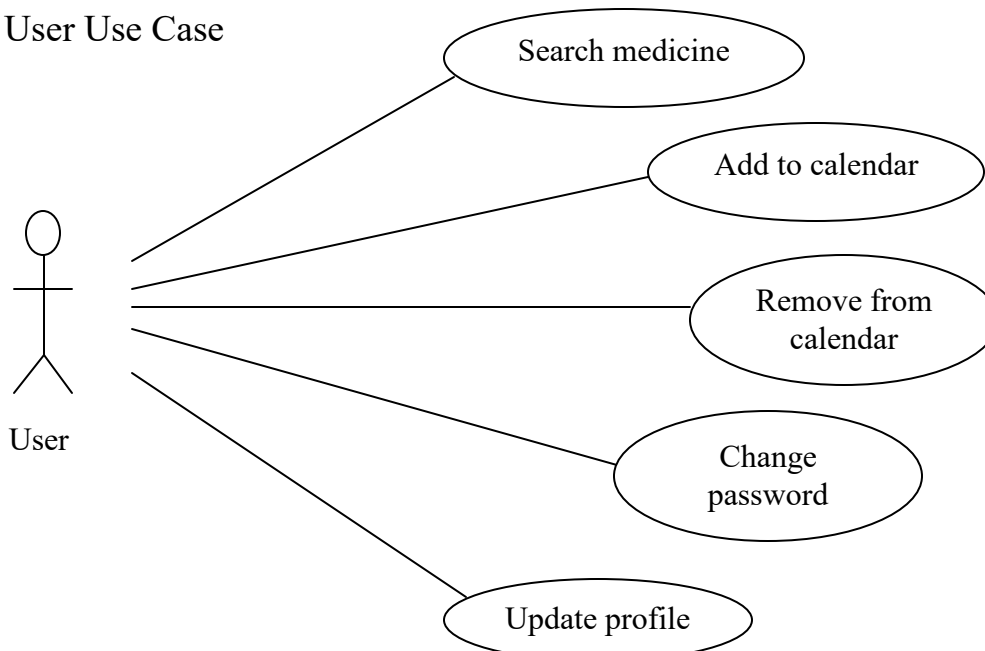 User Use Case
Search medicine
Add to calendar
Remove from
calendar
Change
password
Update profile
User